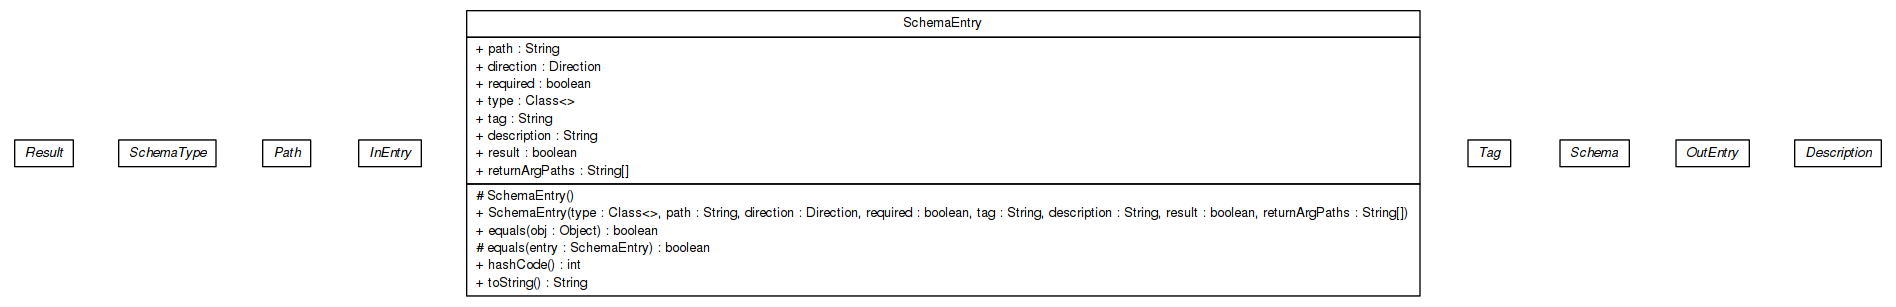 SchemaEntry
+ path : String
+ direction : Direction
+ required : boolean
+ type : Class<>
+ tag : String
+ description : String
+ result : boolean
+ returnArgPaths : String[]
# SchemaEntry()
+ SchemaEntry(type : Class<>, path : String, direction : Direction, required : boolean, tag : String, description : String, result : boolean, returnArgPaths : String[])
+ equals(obj : Object) : boolean
# equals(entry : SchemaEntry) : boolean
+ hashCode() : int
+ toString() : String
Result
SchemaType
Path
InEntry
Tag
Schema
OutEntry
Description